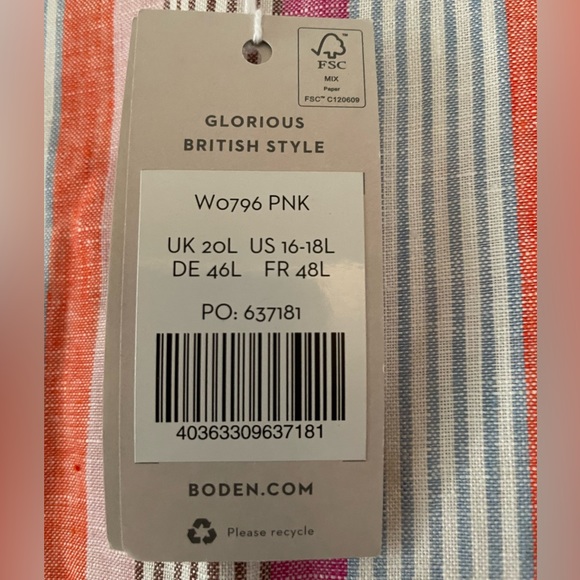 FSC
MIX
Paper
FSC™ C120609
GLORIOUS
BRITISH STYLE
W0796 PNK
UK 20L US 16-18L
DE 46L FR 48L
PO: 637181
40363309637181
BODEN.COM
Please recycle